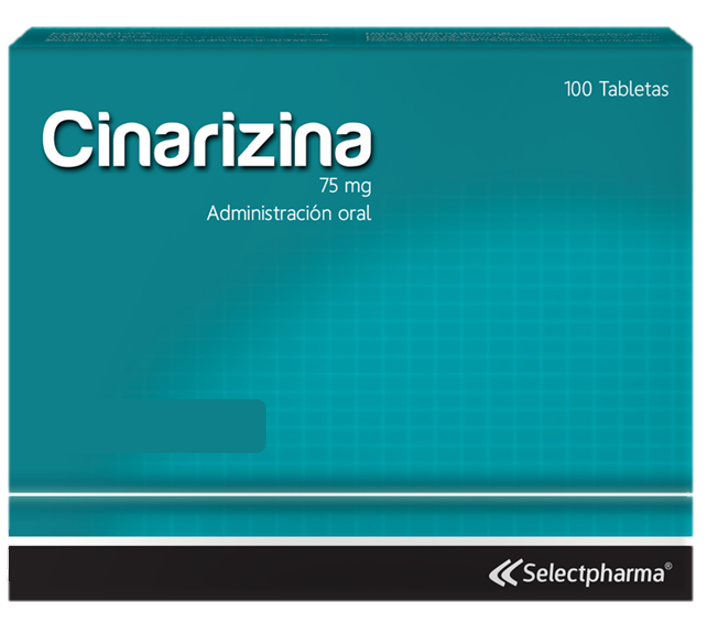 100 Tabletas
Cinarizina
75 mg
Administración oral
Selectpharma®